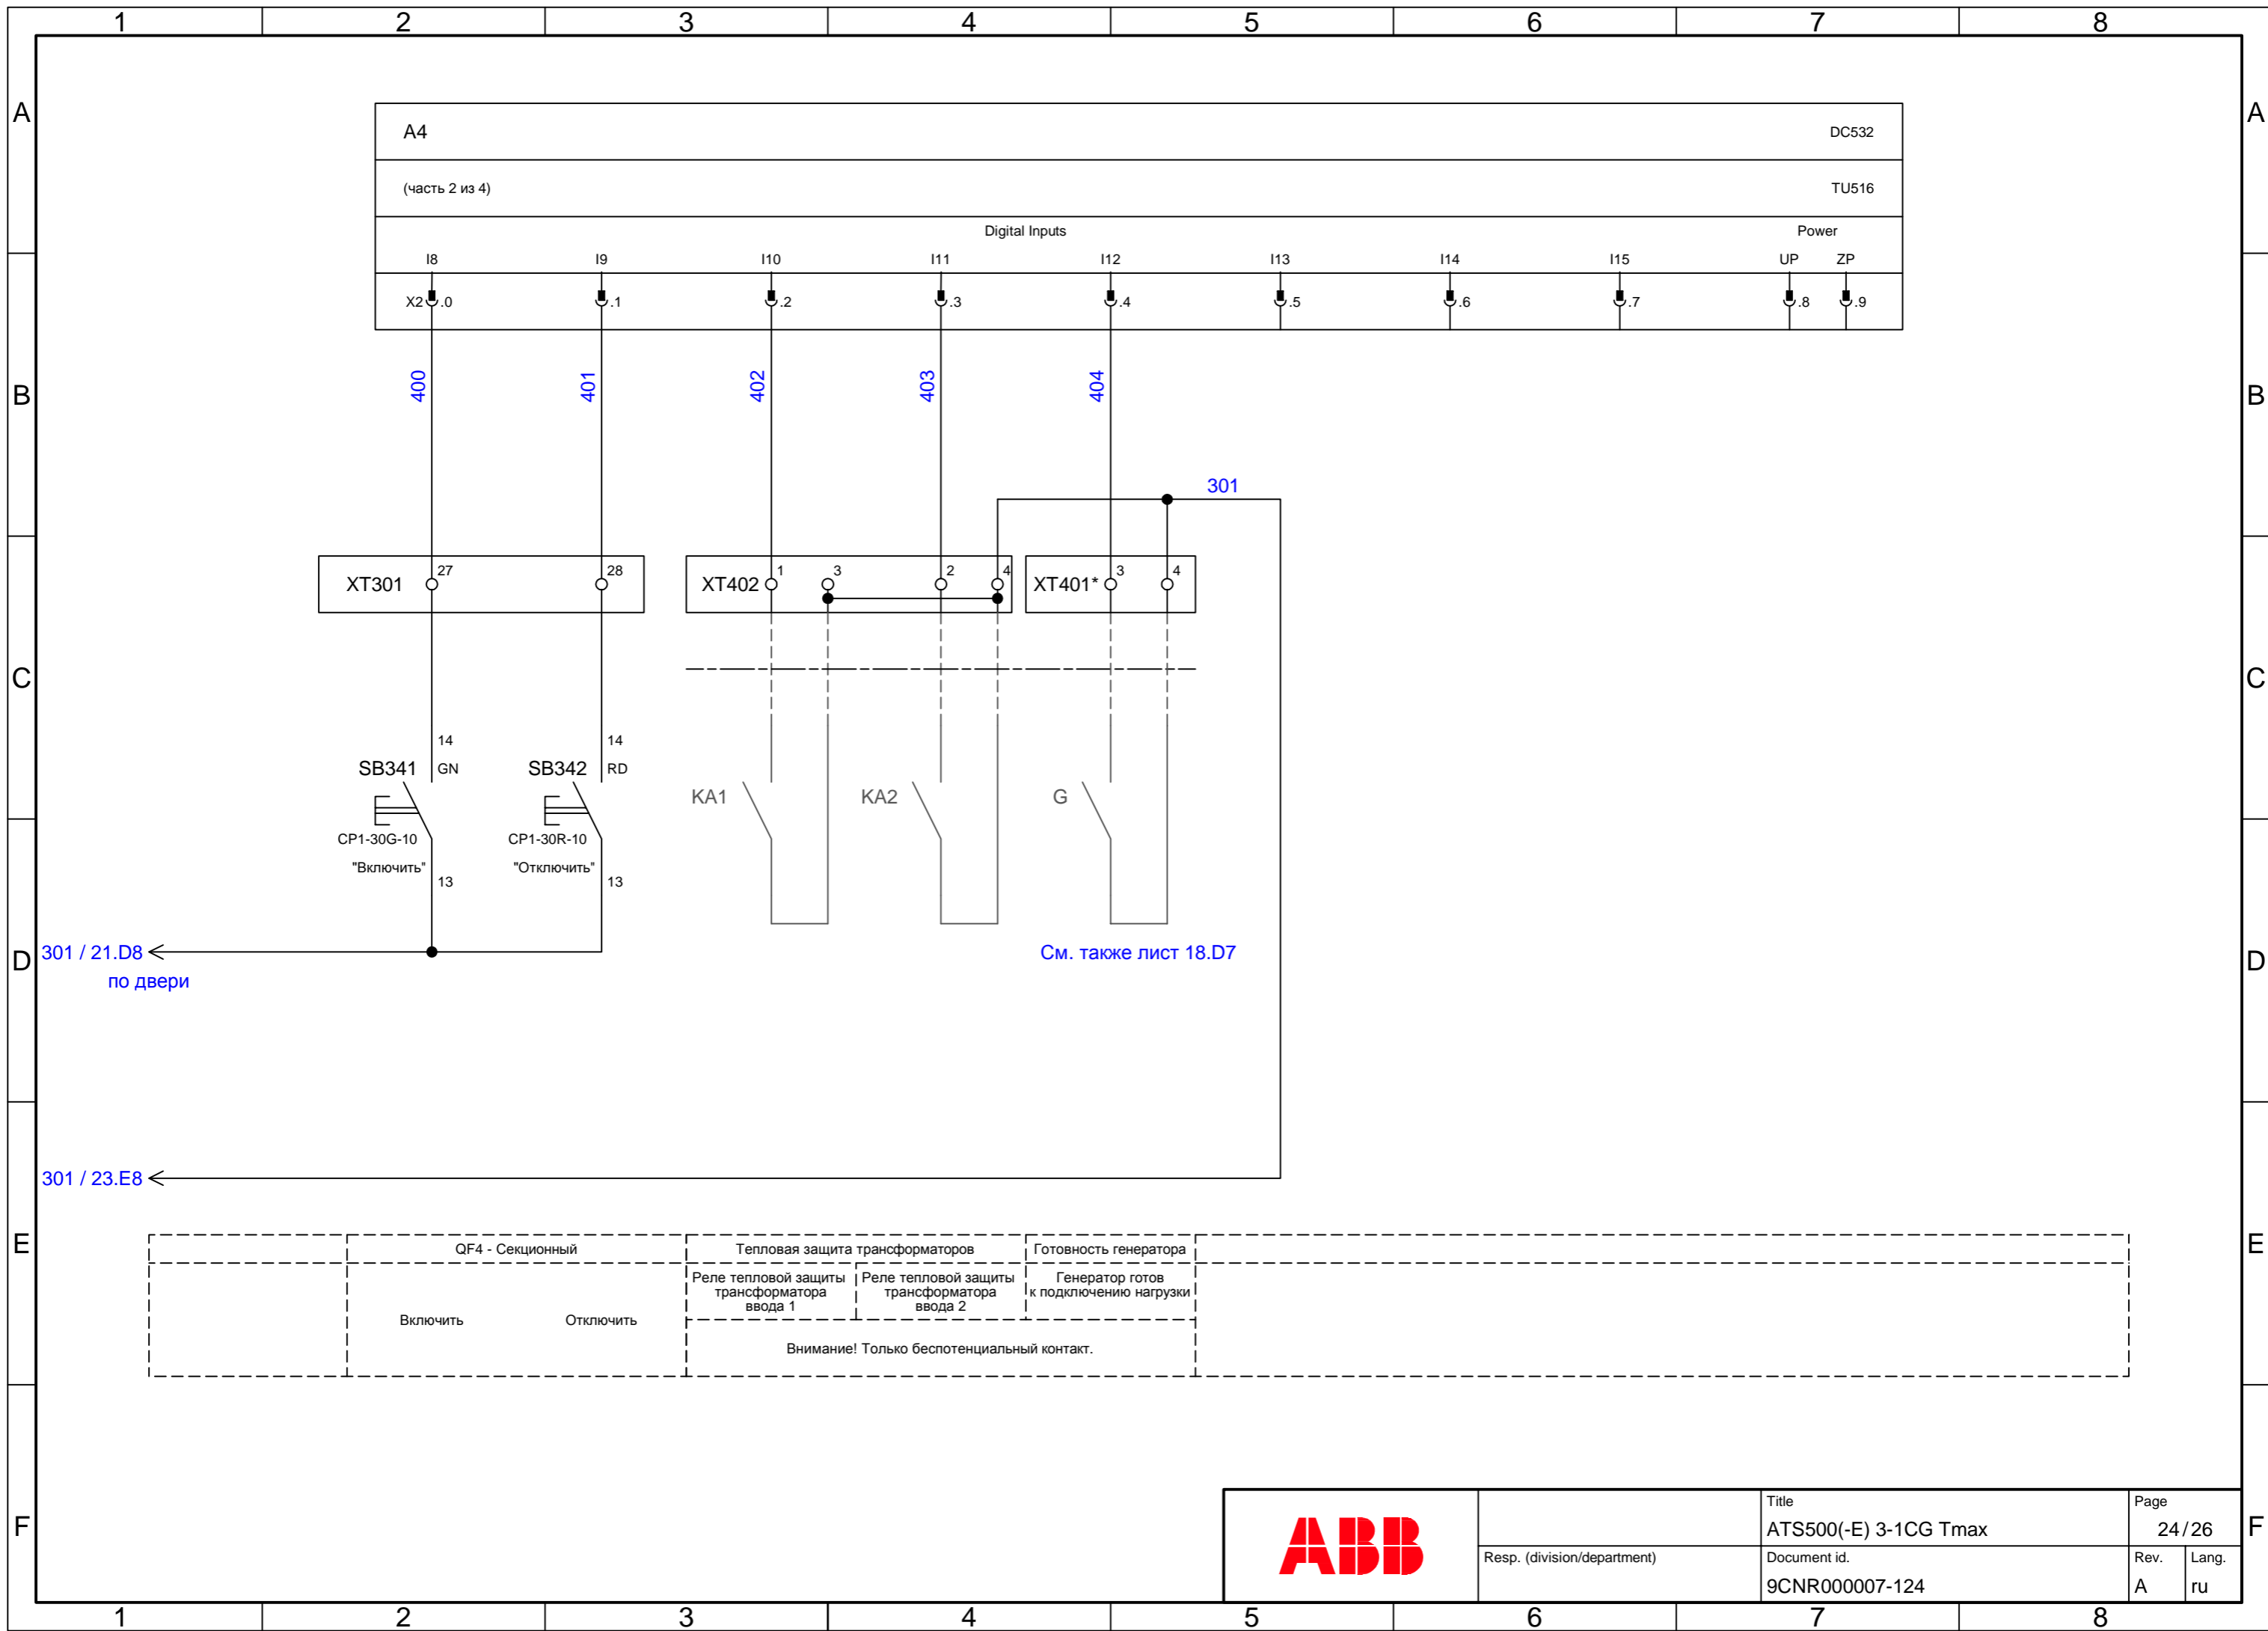 1 2 3 4 5 6 7 8
A A
A4 DC532
(часть 2 из 4) TU516
Digital Inputs Power
I8 I9 I10 I11 I12 I13 I14 I15 UP ZP
X2 .0 .1 .2 .3 .4 .5 .6 .7 .8 .9
B B
400 401 402 403 404
301
XT301 27 28 XT402 1 3 2 4 XT401* 3 4
C C
14 14
SB341 GN SB342 RD
KA1 KA2 G
CP1-30G-10 CP1-30R-10
"Включить" "Отключить"
13 13
D D
301 / 21.D8 См. также лист 18.D7
по двери
301 / 23.E8
E E
QF4 - Секционный Тепловая защита трансформаторов Готовность генератора
Реле тепловой защиты Реле тепловой защиты Генератор готов
трансформатора трансформатора к подключению нагрузки
ввода 1 ввода 2
Включить Отключить
Внимание! Только беспотенциальный контакт.
F F
ABB
Title Page
ATS500(-E) 3-1CG Tmax 24/26
Resp. (division/department) Document id. Rev. Lang.
9CNR000007-124 A ru
1 2 3 4 5 6 7 8